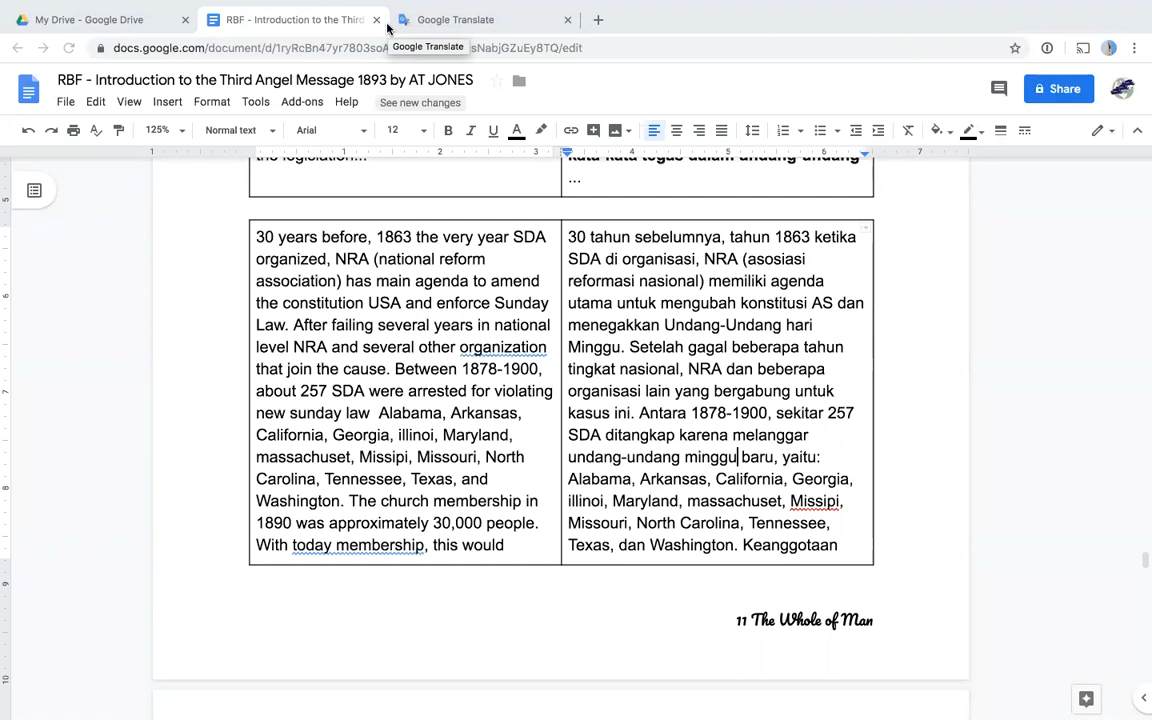 My Drive - Google Drive
RBF - Introduction to the Third
Google Translate
docs.google.com/document/d/1ryRcBn47yr7803soA sNabjGZuEy8TQ/edit
Google Translate
RBF - Introduction to the Third Angel Message 1893 by AT JONES
File Edit View Insert Format Tools Add-ons Help See new changes
Share
125% Normal text Arial 12 B I U A
1 1 2 3 4 5 6 7
...
30 years before, 1863 the very year SDA
organized, NRA (national reform
association) has main agenda to amend
the constitution USA and enforce Sunday
Law. After failing several years in national
level NRA and several other organization
that join the cause. Between 1878-1900,
about 257 SDA were arrested for violating
new sunday law  Alabama, Arkansas,
California, Georgia, illinoi, Maryland,
massachuset, Missipi, Missouri, North
Carolina, Tennessee, Texas, and
Washington. The church membership in
1890 was approximately 30,000 people.
With today membership, this would
30 tahun sebelumnya, tahun 1863 ketika
SDA di organisasi, NRA (asosiasi
reformasi nasional) memiliki agenda
utama untuk mengubah konstitusi AS dan
menegakkan Undang-Undang hari
Minggu. Setelah gagal beberapa tahun
tingkat nasional, NRA dan beberapa
organisasi lain yang bergabung untuk
kasus ini. Antara 1878-1900, sekitar 257
SDA ditangkap karena melanggar
undang-undang minggu baru, yaitu:
Alabama, Arkansas, California, Georgia,
illinoi, Maryland, massachuset, Missipi,
Missouri, North Carolina, Tennessee,
Texas, dan Washington. Keanggotaan
11 The Whole of Man